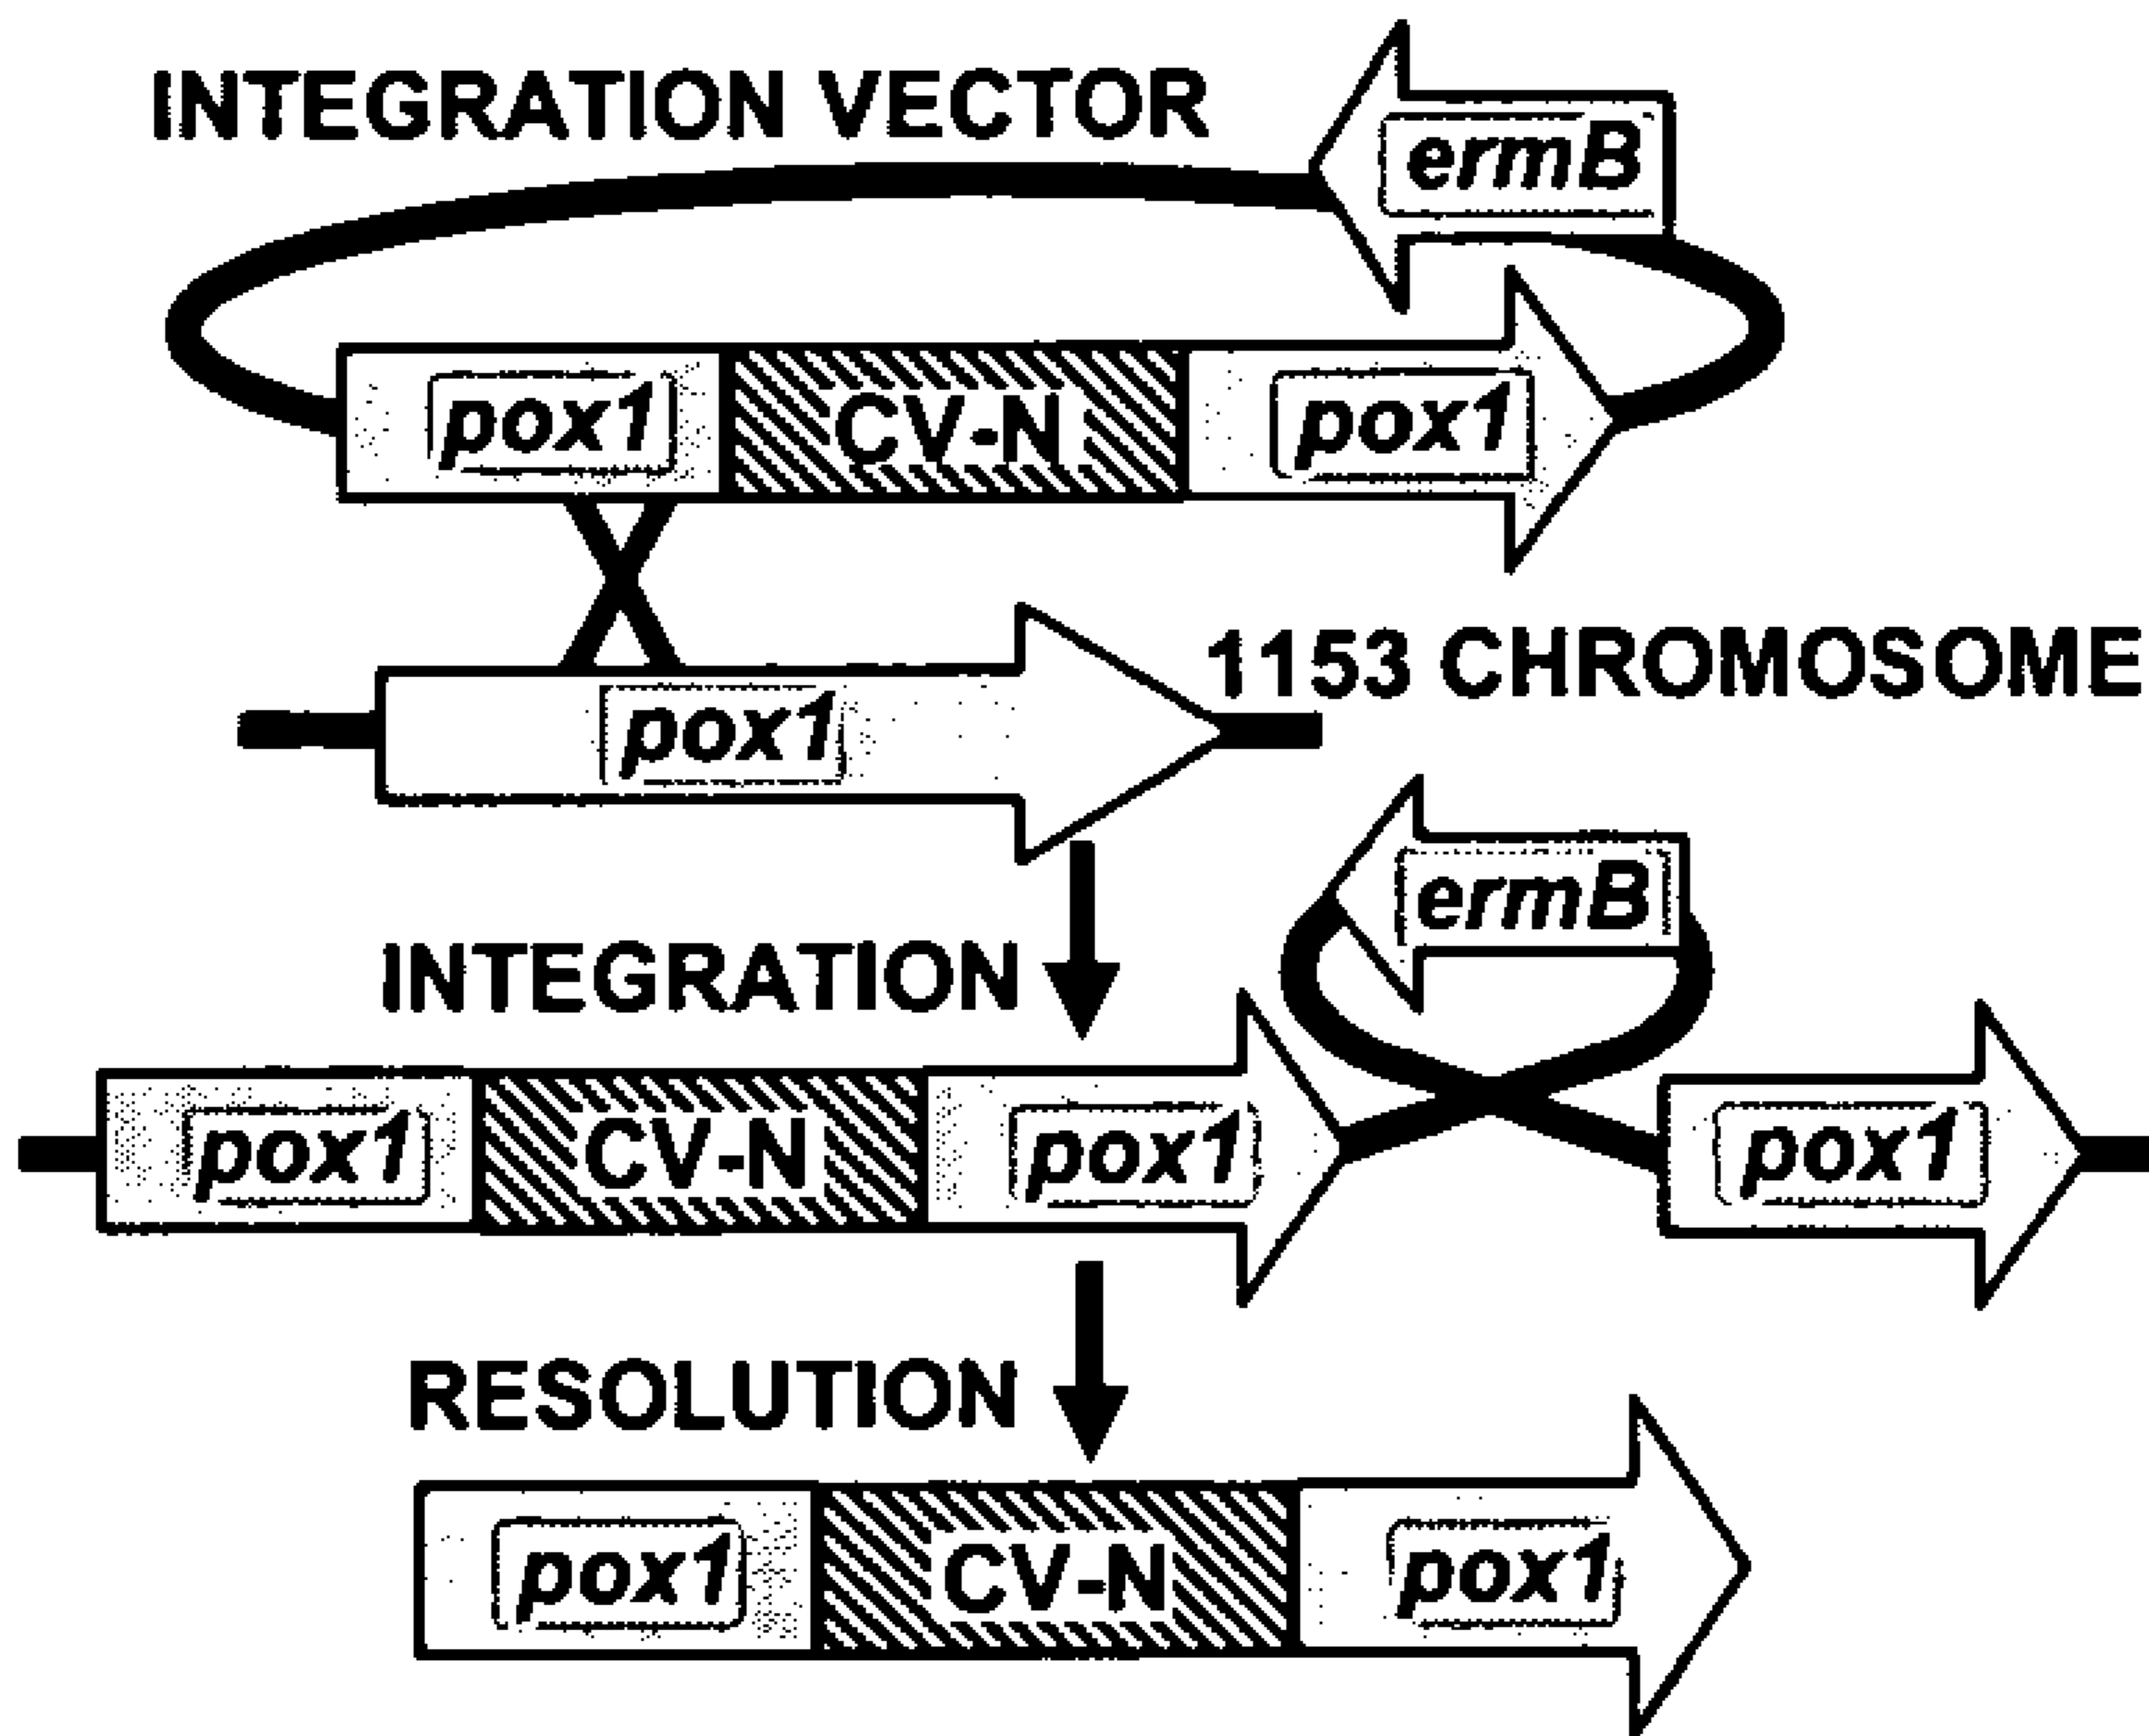 INTEGRATION VECTOR
ermB
pox1 CV-N pox1
1153 CHROMOSOME
pox1
ermB
INTEGRATION
pox1 CV-N pox1 pox1
RESOLUTION
pox1 CV-N pox1